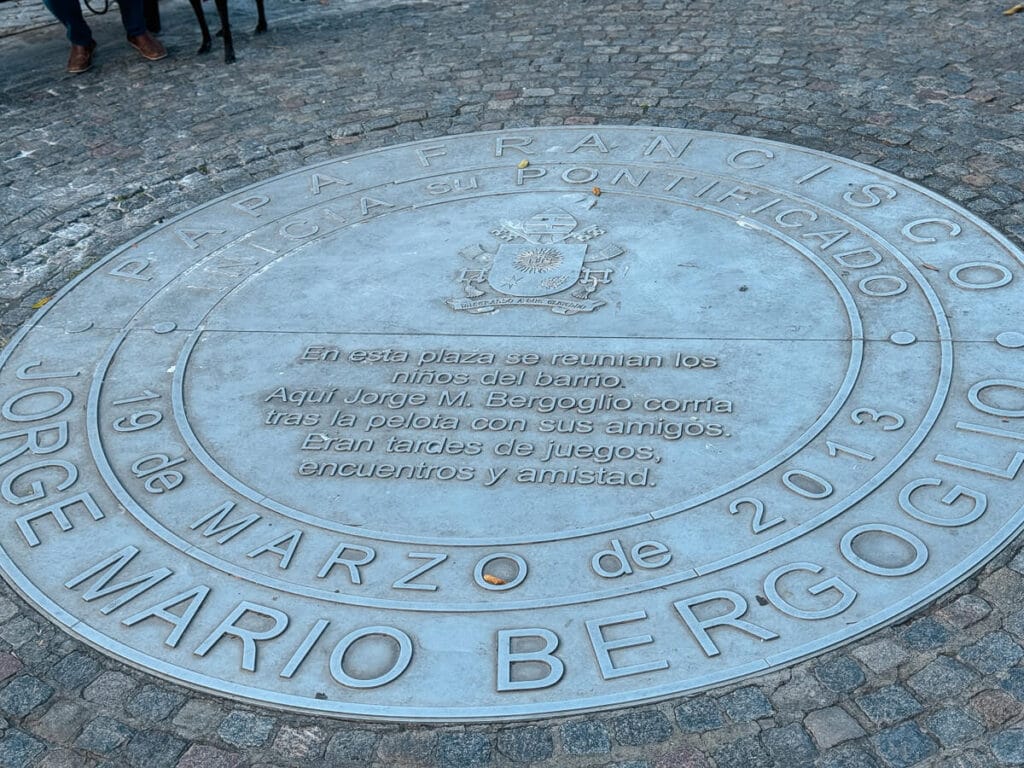 PAPA FRANCISCO
INICIA su PONTIFICADO
En esta plaza se reunían los
niños del barrio.
Aquí Jorge M. Bergoglio corría
tras la pelota con sus amigos.
Eran tardes de juegos,
encuentros y amistad.
19 de MARZO de 2013
JORGE MARIO BERGOGLIO